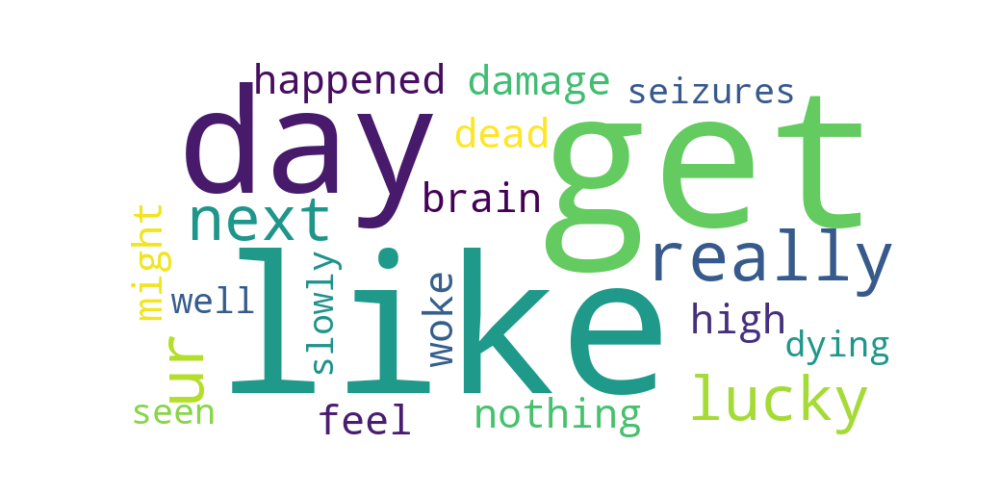 happened damage seizures
day dead get
brain
next really
might well slowly woke high
like dying
ur lucky
seen feel nothing